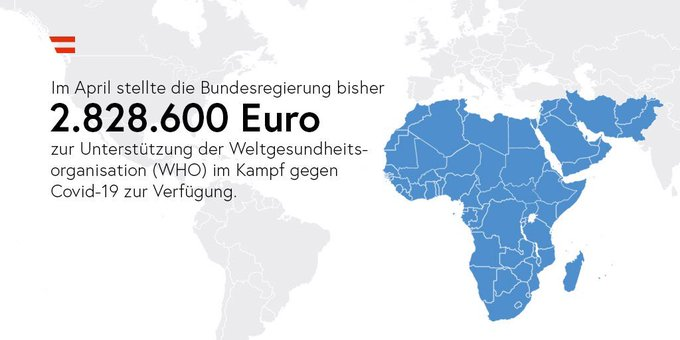 Im April stellte die Bundesregierung bisher
2.828.600 Euro
zur Unterstützung der Weltgesundheits-
organisation (WHO) im Kampf gegen
Covid-19 zur Verfügung.